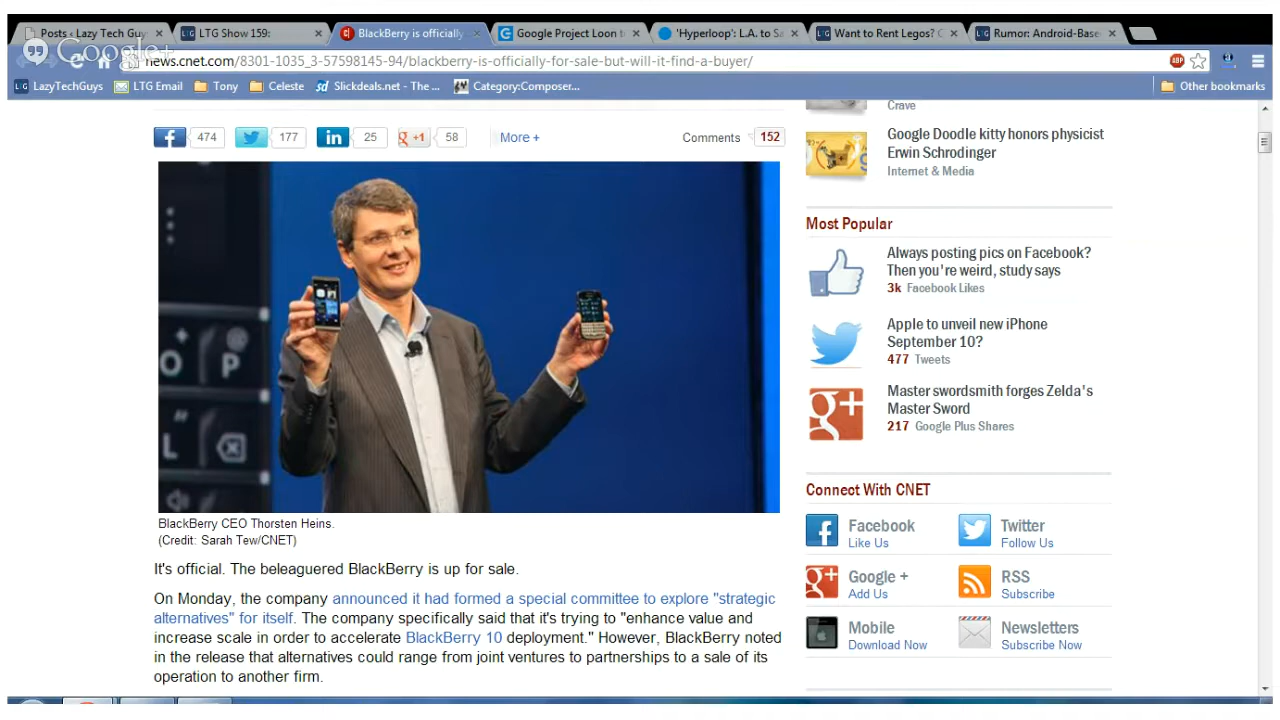 Posts ‹ Lazy Tech Guy
LTG Show 159:
BlackBerry is officially
Google Project Loon t
'Hyperloop': L.A. to Sa
Want to Rent Legos? C
Rumor: Android-Base
Google+
news.cnet.com/8301-1035_3-57598145-94/blackberry-is-officially-for-sale-but-will-it-find-a-buyer/
ABP
LG LazyTechGuys
LTG Email
Tony
Celeste
sd Slickdeals.net - The ...
Category:Composer...
Other bookmarks
474
177
in 25
g +1 58
More +
Comments 152
Crave
Google Doodle kitty honors physicist
Erwin Schrodinger
Internet & Media
Most Popular
Always posting pics on Facebook?
Then you're weird, study says
3k Facebook Likes
Apple to unveil new iPhone
September 10?
477 Tweets
Master swordsmith forges Zelda's
Master Sword
217 Google Plus Shares
O P
L
BlackBerry CEO Thorsten Heins.
(Credit: Sarah Tew/CNET)
It's official. The beleaguered BlackBerry is up for sale.
On Monday, the company announced it had formed a special committee to explore "strategic
alternatives" for itself. The company specifically said that it's trying to "enhance value and
increase scale in order to accelerate BlackBerry 10 deployment." However, BlackBerry noted
in the release that alternatives could range from joint ventures to partnerships to a sale of its
operation to another firm.
Connect With CNET
Facebook
Like Us
Twitter
Follow Us
Google +
Add Us
RSS
Subscribe
Mobile
Download Now
Newsletters
Subscribe Now